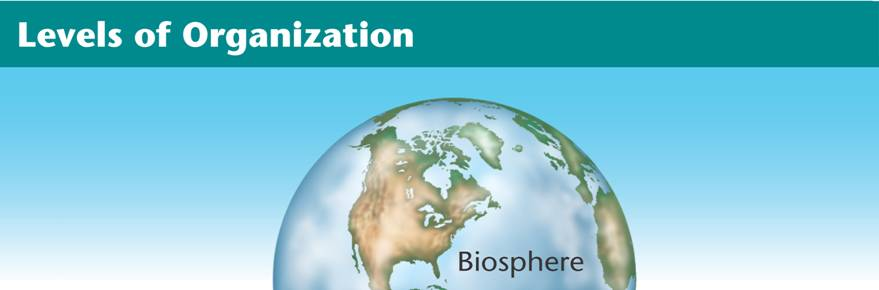 Levels of Organization
Biosphere